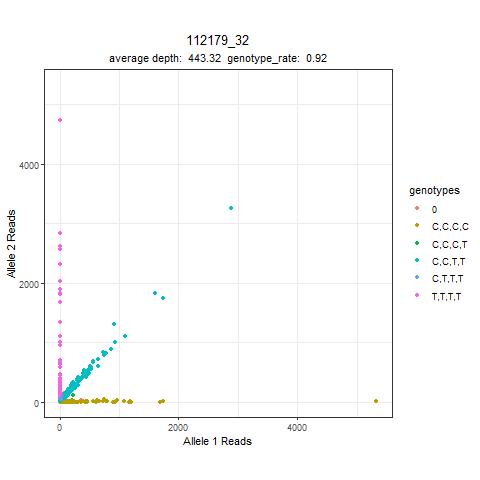 112179_32
average depth:  443.32  genotype_rate:  0.92
Allele 2 Reads
4000
2000
0
0
2000
4000
Allele 1 Reads
genotypes
0
C,C,C,C
C,C,C,T
C,C,T,T
C,T,T,T
T,T,T,T